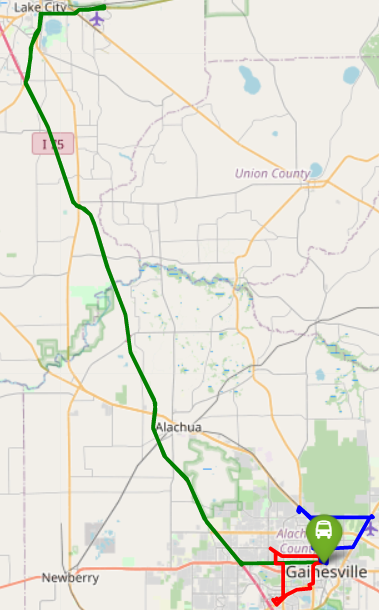 Lake City
I 75
Union County
Alachua
Alachua
County
Gainesville
Newberry